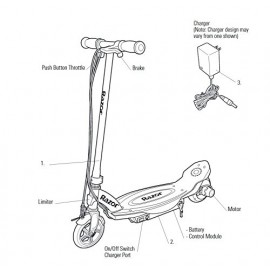 Charger
(Note: Charger design may
vary from one shown)
Push Button Throttle
Brake
3.
RAZOR
1.
Limiter
RAZOR
Motor
- Battery
- Control Module
2.
On/Off Switch
Charger Port